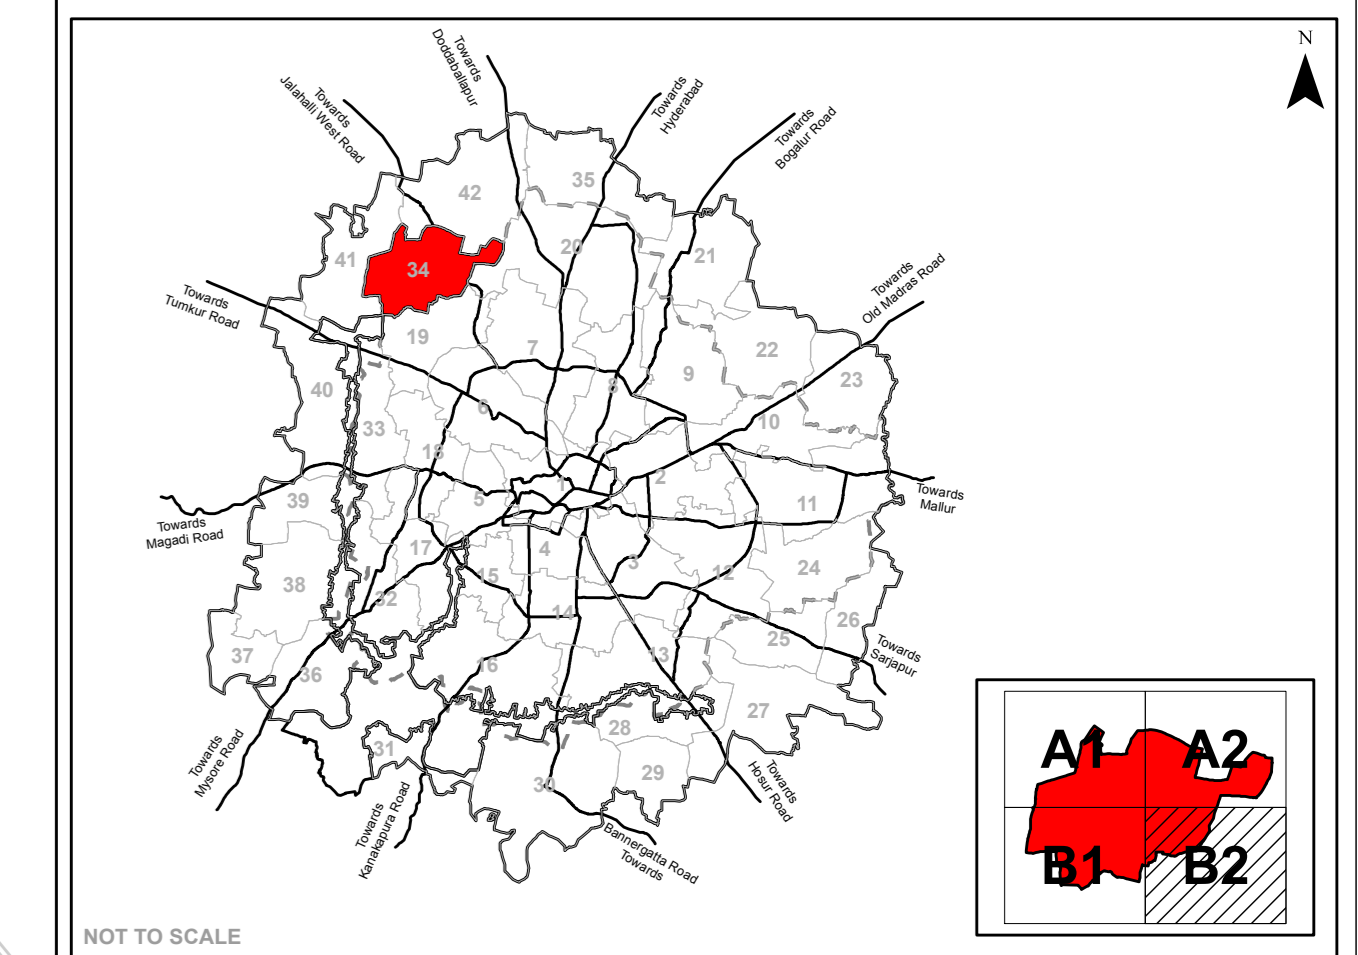 N
Towards
Doddaballapur
Towards
Jalahalli West Road
Towards
Hyderabad
Towards
Bogalur Road
42
35
20
21
41
34
Towards
Tumkur Road
Towards
Old Madras Road
19
7
22
8
9
23
40
6
33
10
18
39
5
1
2
11
Towards
Mallur
Towards
Magadi Road
17
4
3
12
24
38
15
32
14
26
25
Towards
Sarjapur
37
36
16
13
27
28
31
29
30
Towards
Mysore Road
Towards
Kanakapura Road
Bannergatta Road
Towards
Towards
Hosur Road
A1
A2
B1
B2
NOT TO SCALE